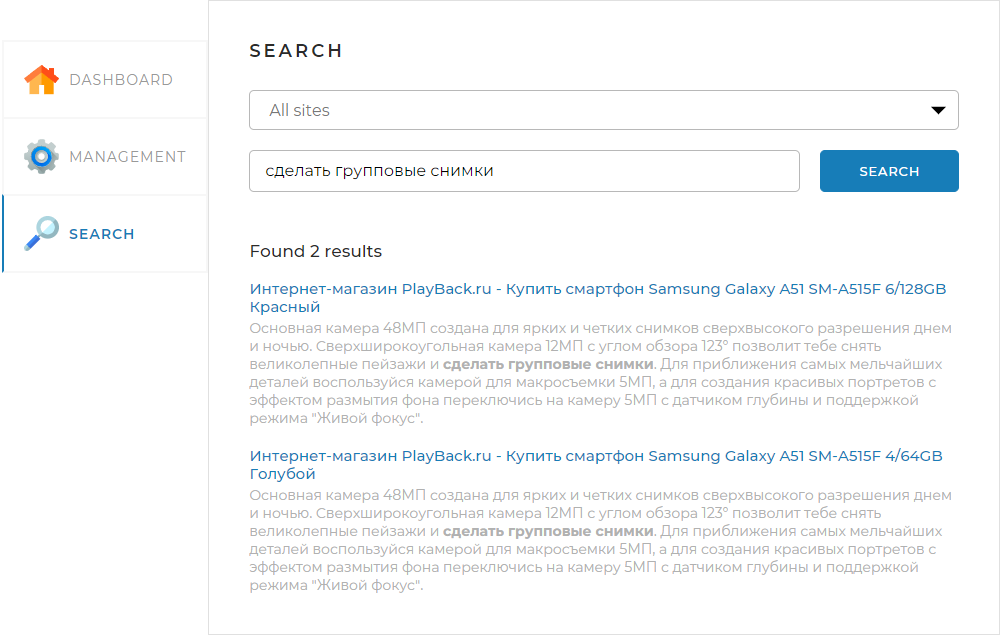 SEARCH
DASHBOARD
All sites
MANAGEMENT
сделать групповые снимки
SEARCH
SEARCH
Found 2 results
Интернет-магазин PlayBack.ru - Купить смартфон Samsung Galaxy A51 SM-A515F 6/128GB
Красный
Основная камера 48МП создана для ярких и четких снимков сверхвысокого разрешения днем
и ночью. Сверхширокоугольная камера 12МП с углом обзора 123° позволит тебе снять
великолепные пейзажи и сделать групповые снимки. Для приближения самых мельчайших
деталей воспользуйся камерой для макросъемки 5МП, а для создания красивых портретов с
эффектом размытия фона переключись на камеру 5МП с датчиком глубины и поддержкой
режима "Живой фокус".
Интернет-магазин PlayBack.ru - Купить смартфон Samsung Galaxy A51 SM-A515F 4/64GB
Голубой
Основная камера 48МП создана для ярких и четких снимков сверхвысокого разрешения днем
и ночью. Сверхширокоугольная камера 12МП с углом обзора 123° позволит тебе снять
великолепные пейзажи и сделать групповые снимки. Для приближения самых мельчайших
деталей воспользуйся камерой для макросъемки 5МП, а для создания красивых портретов с
эффектом размытия фона переключись на камеру 5МП с датчиком глубины и поддержкой
режима "Живой фокус".